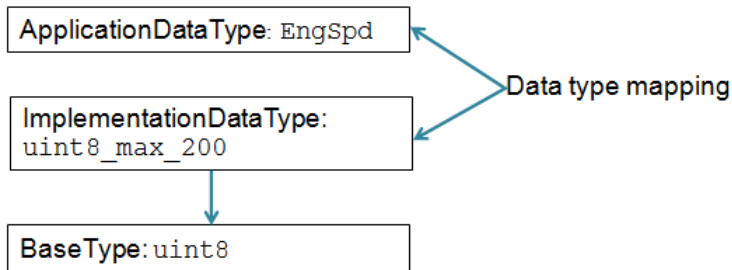 ApplicationDataType: EngSpd
Data type mapping
ImplementationDataType:
uint8_max_200
BaseType: uint8